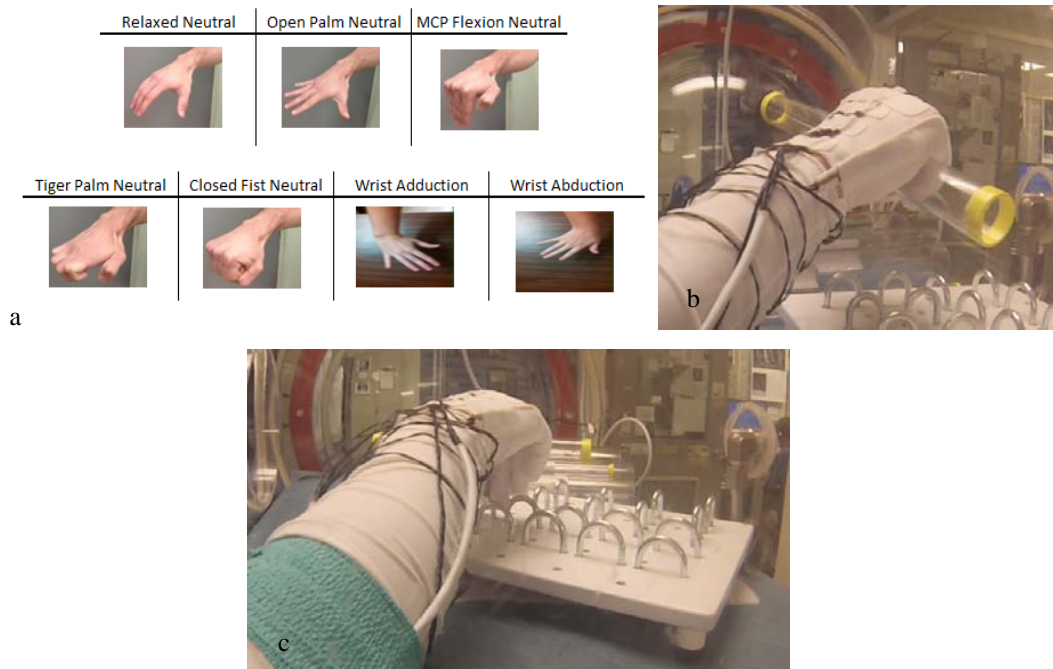 Relaxed Neutral Open Palm Neutral MCP Flexion Neutral
Tiger Palm Neutral Closed Fist Neutral Wrist Adduction Wrist Abduction
a
b
c